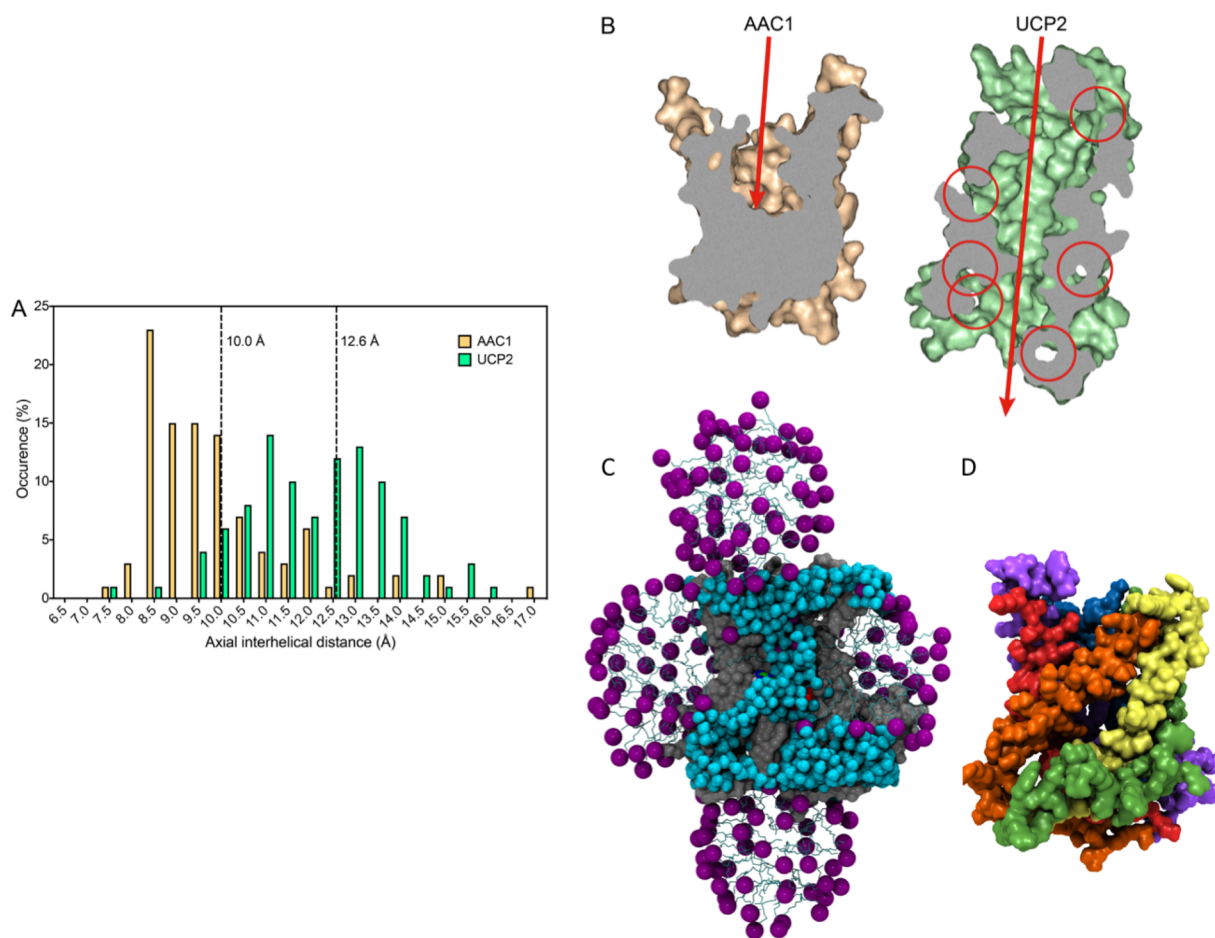 B
AAC1
UCP2
A
25
20
15
10
5
0
Occurence (%)
10.0 Å
12.6 Å
AAC1
UCP2
6.5 7.0 7.5 8.0 8.5 9.0 9.5 10.0 10.5 11.0 11.5 12.0 12.5 13.0 13.5 14.0 14.5 15.0 15.5 16.0 16.5 17.0
Axial interhelical distance (Å)
C
D